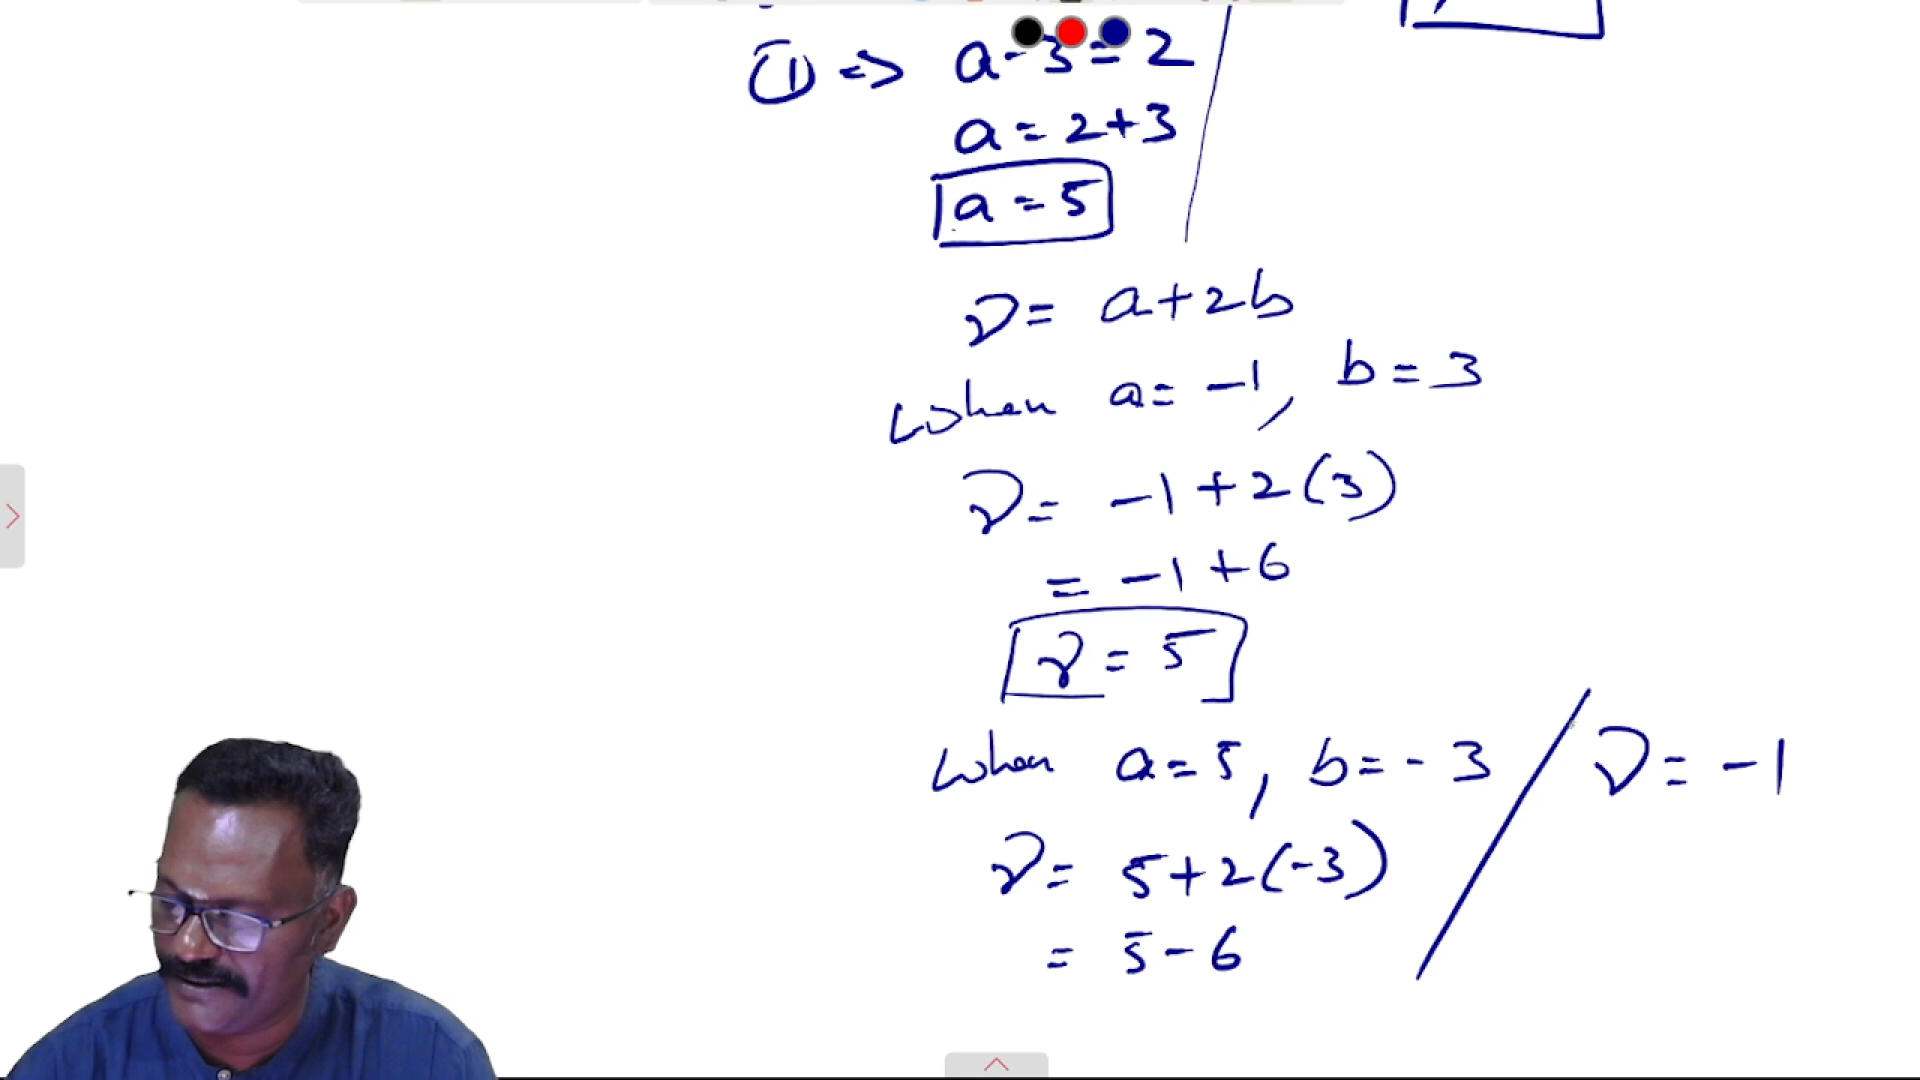 ① => a-3=2
a = 2+3
a = 5
γ = a+2b
When a = -1, b = 3
γ = -1+2(3)
= -1+6
γ = 5
When a=5, b=-3 / γ = -1
γ = 5+2(-3)
= 5-6